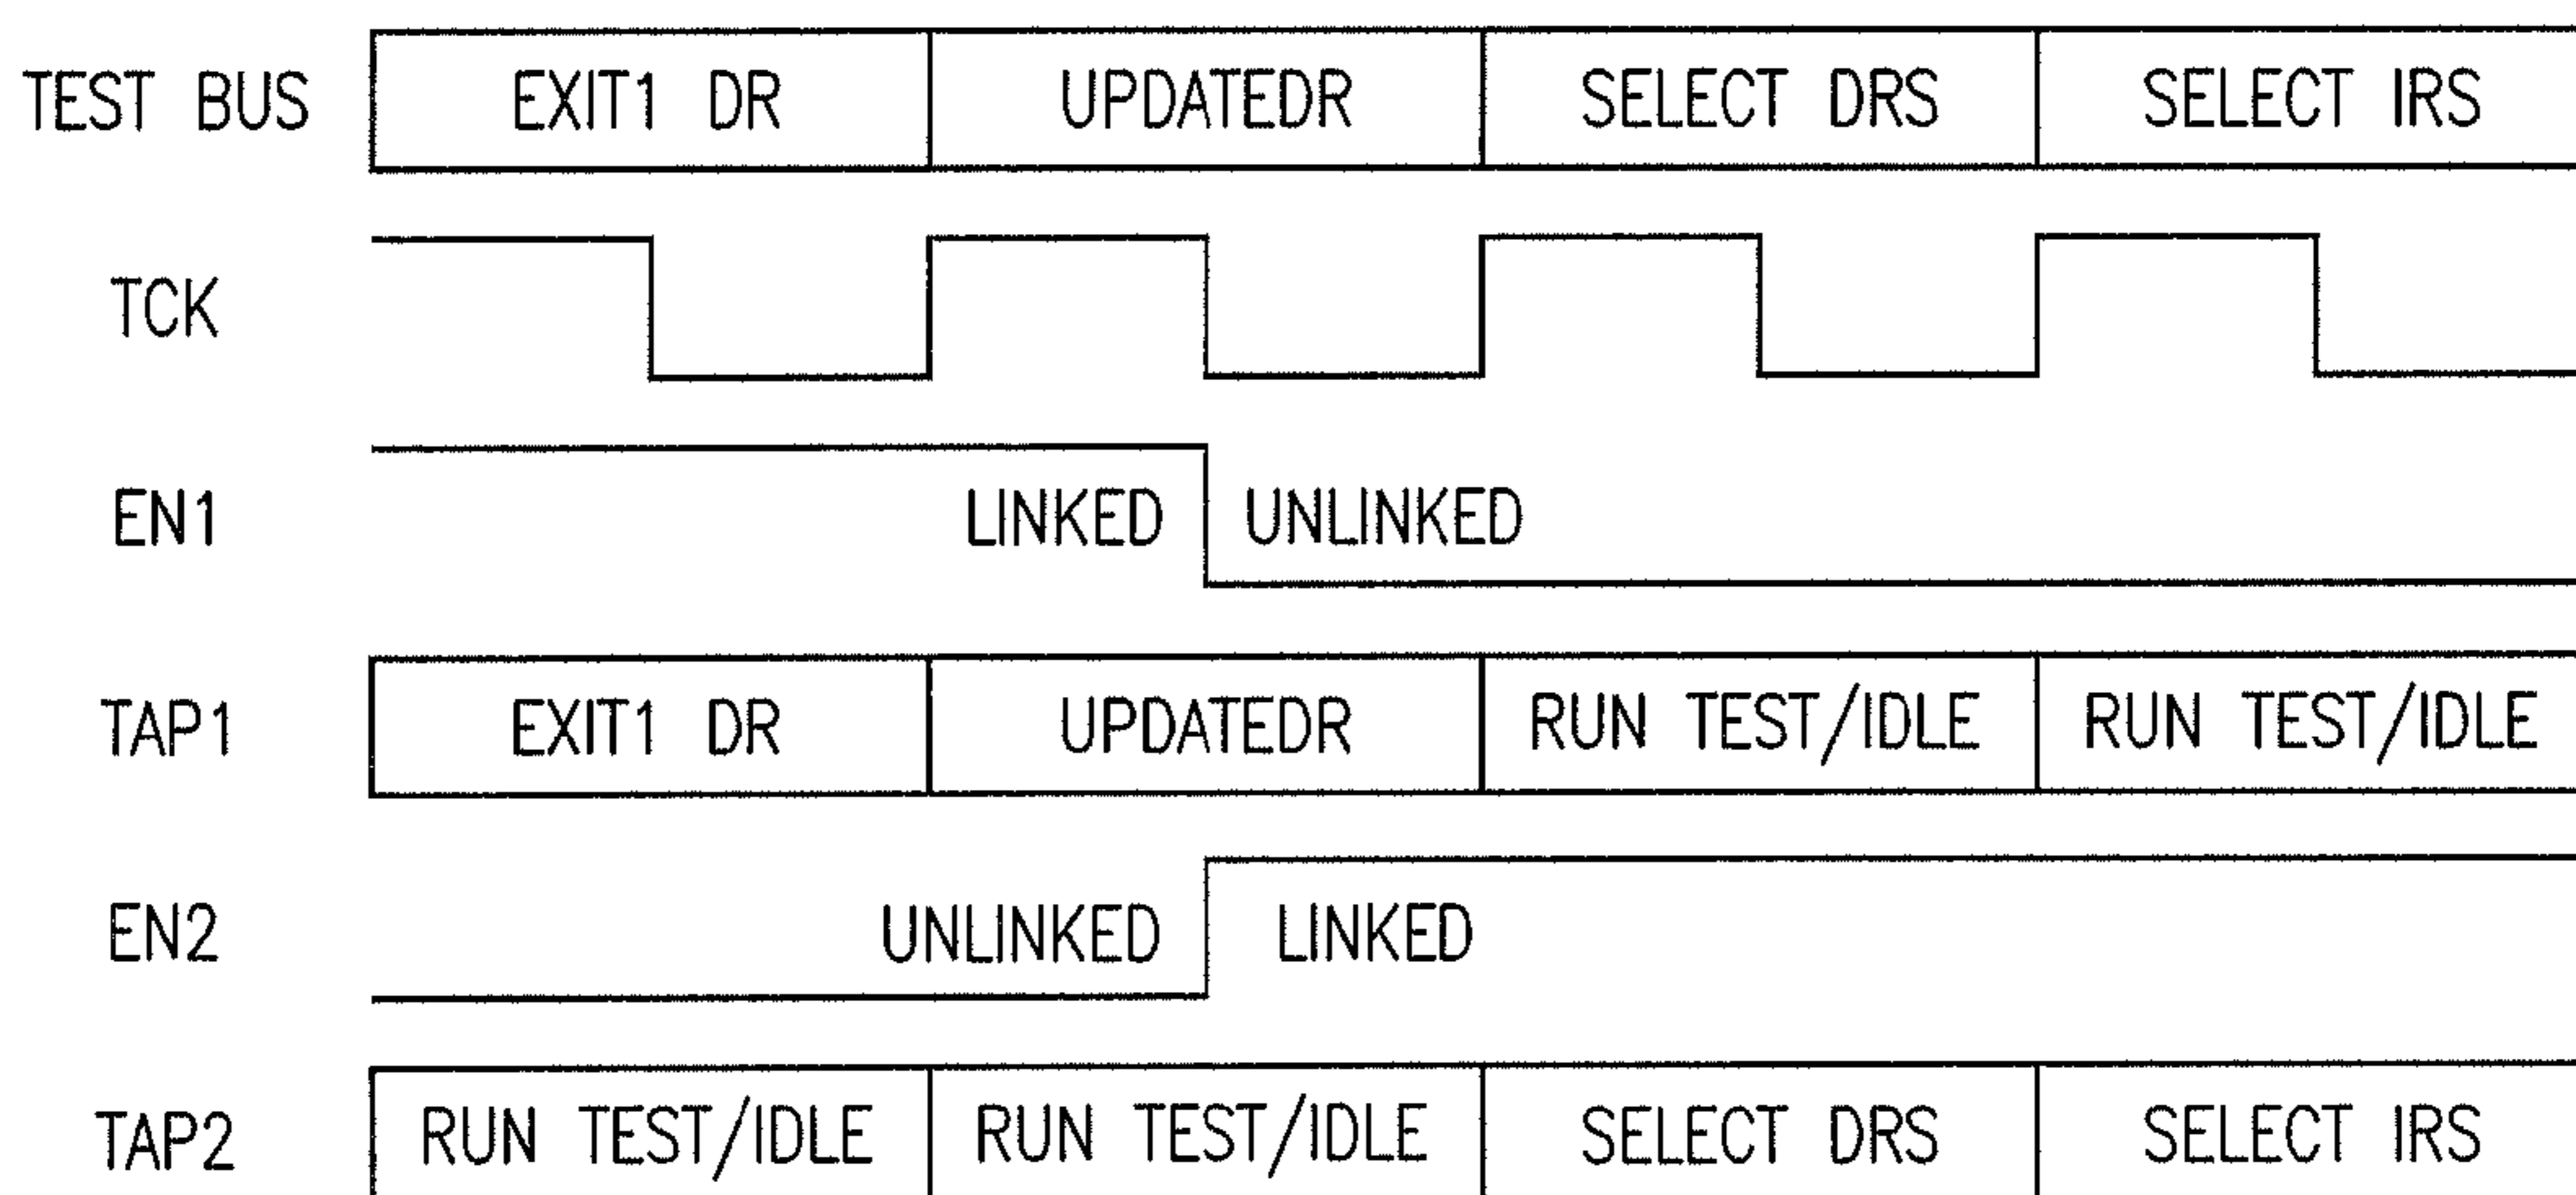 TEST BUS EXIT1 DR UPDATEDR SELECT DRS SELECT IRS
TCK
EN1 LINKED UNLINKED
TAP1 EXIT1 DR UPDATEDR RUN TEST/IDLE RUN TEST/IDLE
EN2 UNLINKED LINKED
TAP2 RUN TEST/IDLE RUN TEST/IDLE SELECT DRS SELECT IRS